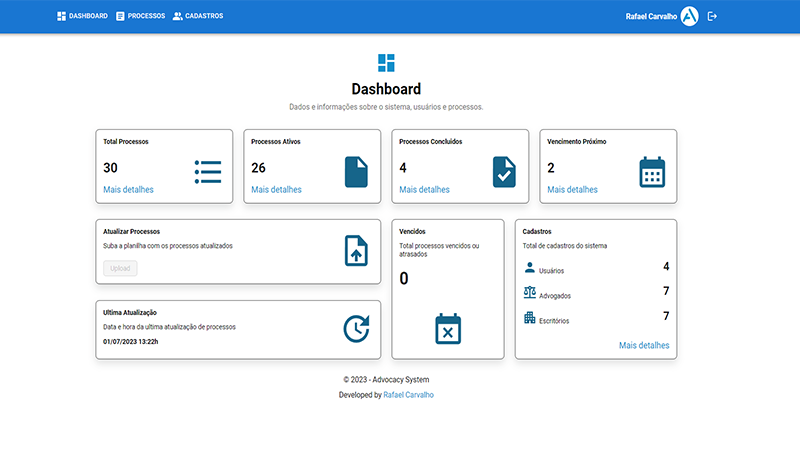 DASHBOARD PROCESSOS CADASTROS Rafael Carvalho
Dashboard
Dados e informações sobre o sistema, usuários e processos.
Total Processos
30
Mais detalhes
Processos Ativos
26
Mais detalhes
Processos Concluidos
4
Mais detalhes
Vencimento Próximo
2
Mais detalhes
Atualizar Processos
Suba a planilha com os processos atualizados
Upload
Ultima Atualização
Data e hora da ultima atualização de processos
01/07/2023 13:22h
Vencidos
Total processos vencidos ou
atrasados
0
Cadastros
Total de cadastros do sistema
Usuários 4
Advogados 7
Escritórios 7
Mais detalhes
© 2023 - Advocacy System
Developed by Rafael Carvalho